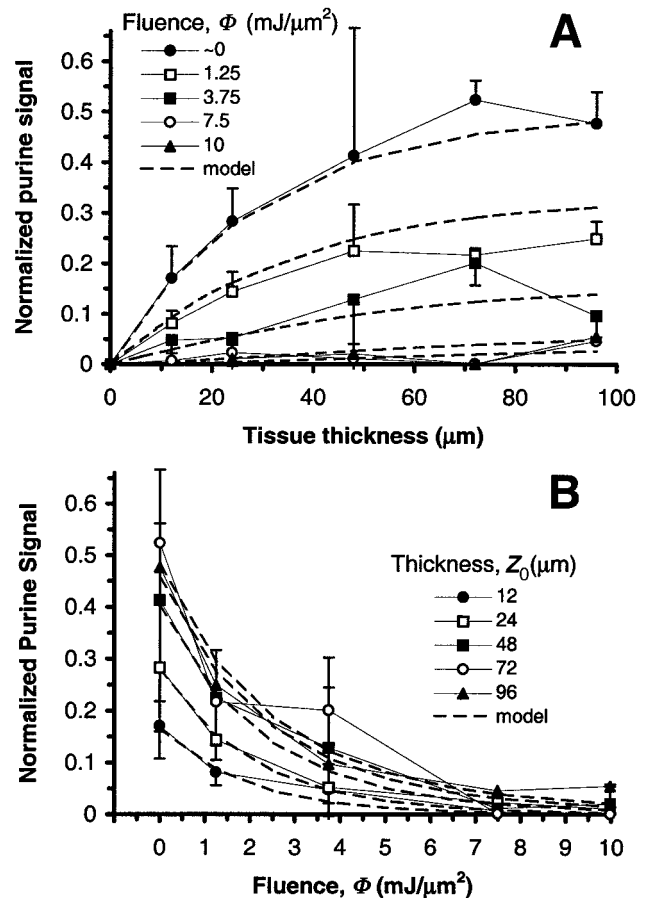 Fluence, Φ (mJ/μm²)
A
~0
1.25
3.75
7.5
10
model
Normalized purine signal
0.6
0.5
0.4
0.3
0.2
0.1
0
0 20 40 60 80 100
Tissue thickness (μm)
B
Thickness, Z₀(μm)
12
24
48
72
96
model
Normalized Purine Signal
0.6
0.5
0.4
0.3
0.2
0.1
0
0 1 2 3 4 5 6 7 8 9 10
Fluence, Φ (mJ/μm²)